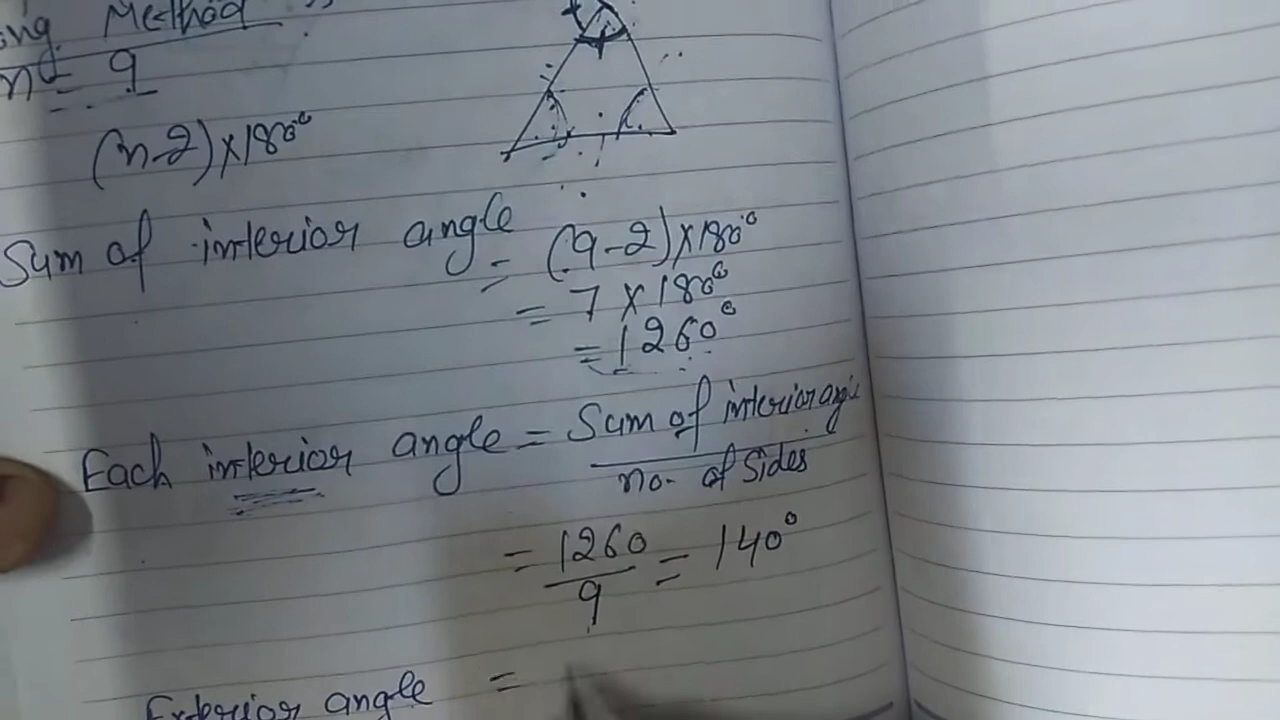 Method "
n = 9
(n-2)×180°
Sum of interior angle
= (9-2)×180°
= 7 × 180°
= 1260°
Each interior angle = Sum of interior angle
no. of Sides
= 1260 = 140°
9
Exterior angle =